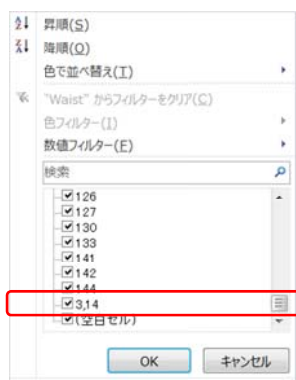 昇順(S)
降順(O)
色で並べ替え(T)
"Waist" からフィルターをクリア(C)
色フィルター(I)
数値フィルター(F)
検索
126
127
130
133
141
142
144
3,14
(空白セル)
OK キャンセル